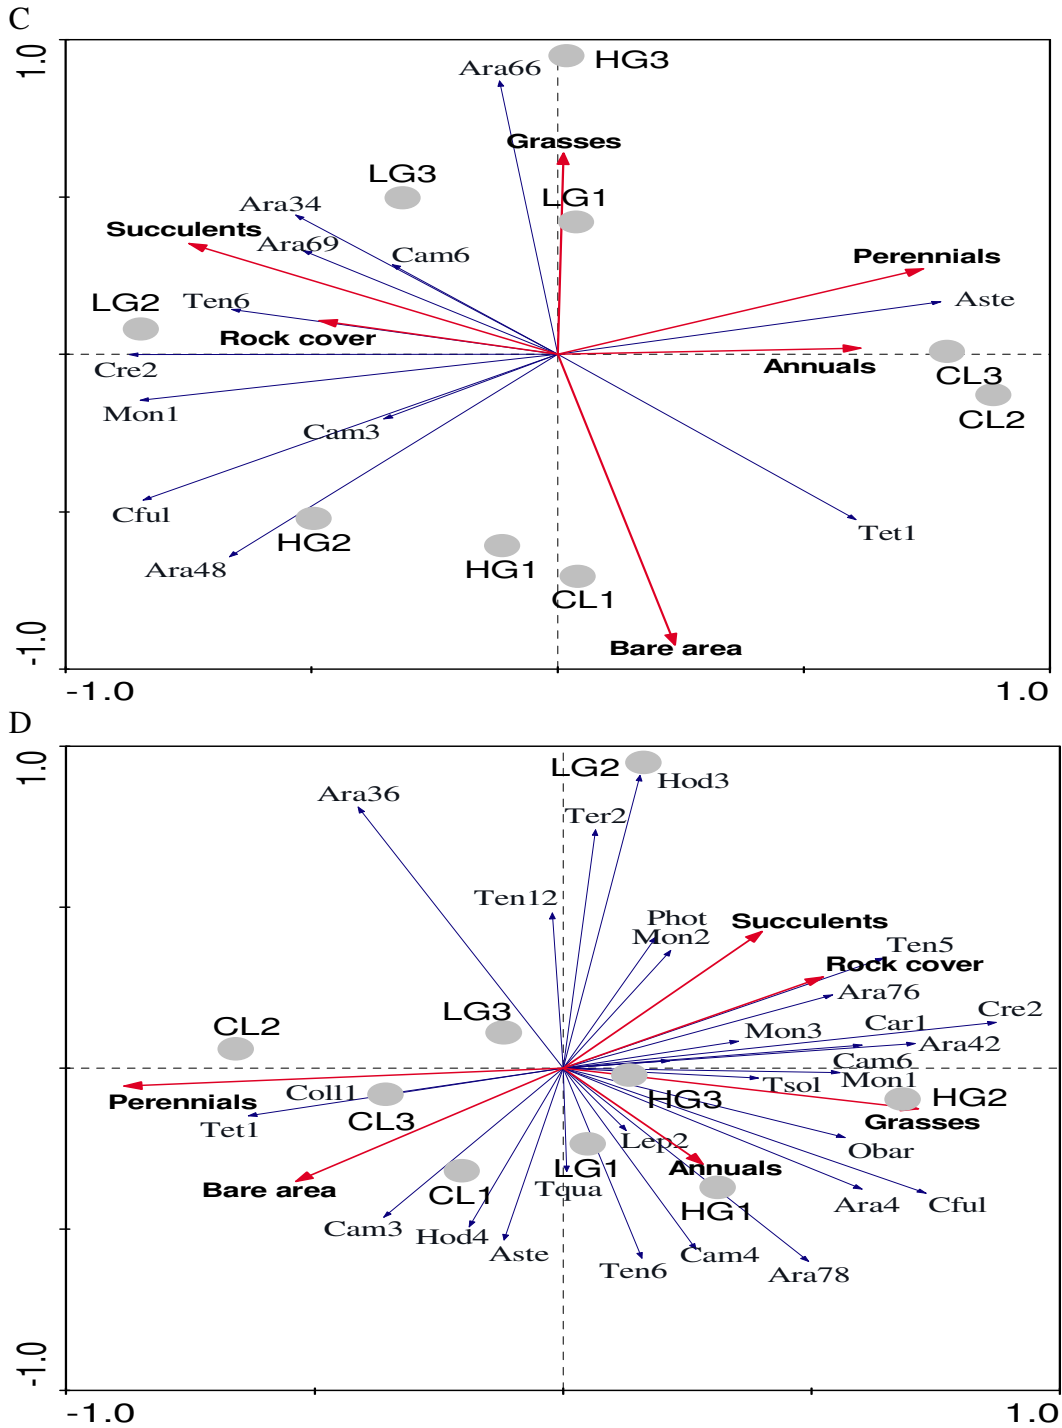 C
1.0
Ara66
HG3
Grasses
LG3
LG1
Ara34
Succulents
Ara69
Cam6
Perennials
LG2
Ten6
Aste
Rock cover
Cre2
Annuals
CL3
Mon1
Cam3
CL2
Cful
HG2
Tet1
Ara48
HG1
CL1
Bare area
-1.0
-1.0
1.0
D
1.0
LG2
Hod3
Ara36
Ter2
Ten12
Phot
Succulents
Mon2
Ten5
Rock cover
Ara76
LG3
Cre2
CL2
Mon3
Car1
Ara42
Cam6
Coll1
Tsol
Mon1
Perennials
HG3
HG2
Tet1
CL3
Grasses
Lep2
Obar
LG1
Annuals
Bare area
CL1
Tqua
HG1
Ara4
Cful
Cam3
Hod4
Aste
Cam4
Ten6
Ara78
-1.0
-1.0
1.0